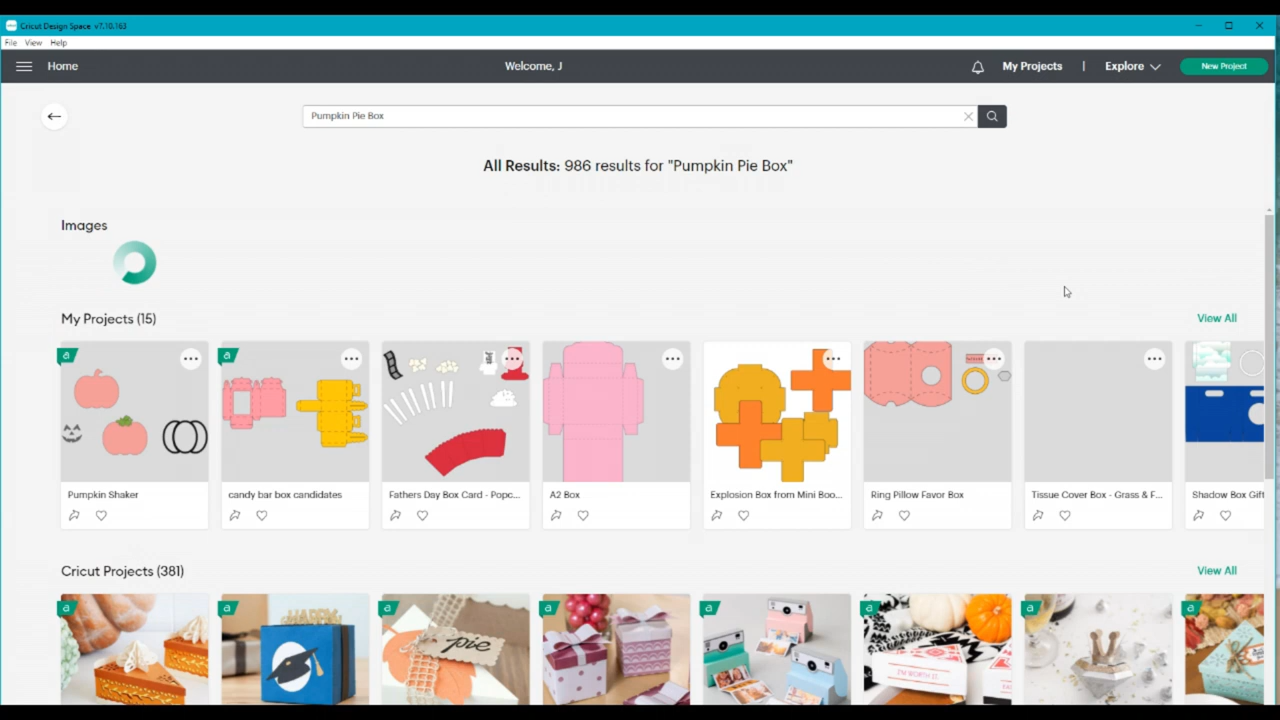 Cricut Design Space v7.10.163
File View Help
Home
Welcome, J
My Projects | Explore
New Project
Pumpkin Pie Box
All Results: 986 results for "Pumpkin Pie Box"
Images
My Projects (15)
View All
Pumpkin Shaker
candy bar box candidates
Fathers Day Box Card - Popc...
A2 Box
Explosion Box from Mini Boo...
Ring Pillow Favor Box
Tissue Cover Box - Grass & F...
Shadow Box Gift
Cricut Projects (381)
View All
HAPPY
pie